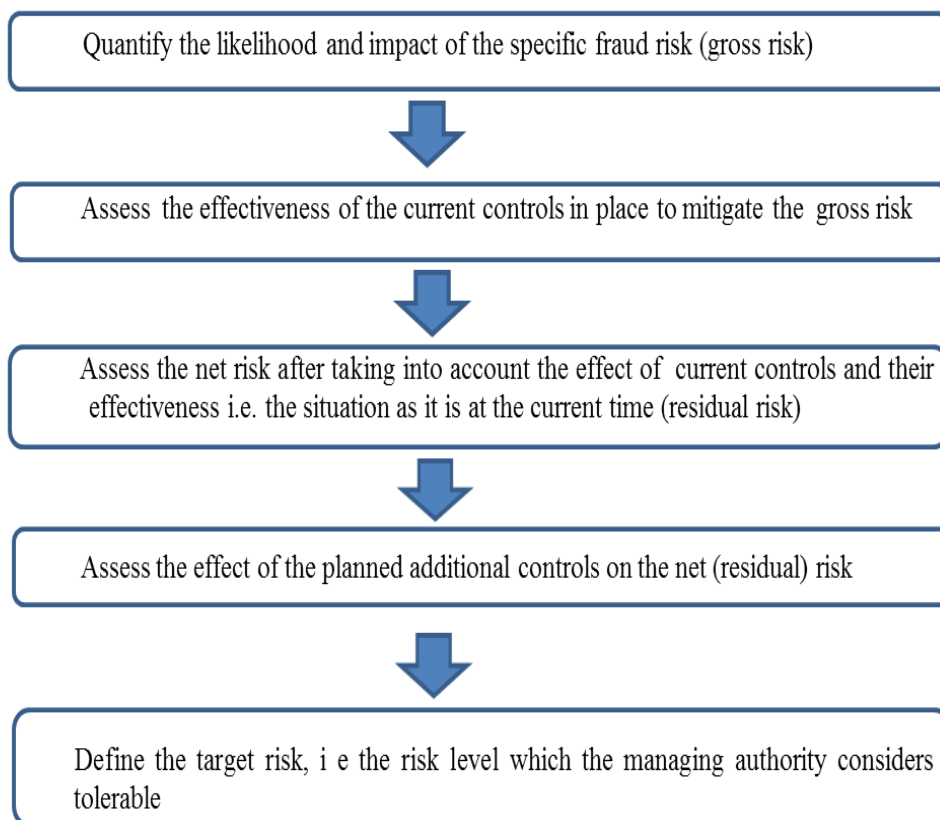 Quantify the likelihood and impact of the specific fraud risk (gross risk)
Assess the effectiveness of the current controls in place to mitigate the gross risk
Assess the net risk after taking into account the effect of current controls and their
effectiveness i.e. the situation as it is at the current time (residual risk)
Assess the effect of the planned additional controls on the net (residual) risk
Define the target risk, i e the risk level which the managing authority considers
tolerable